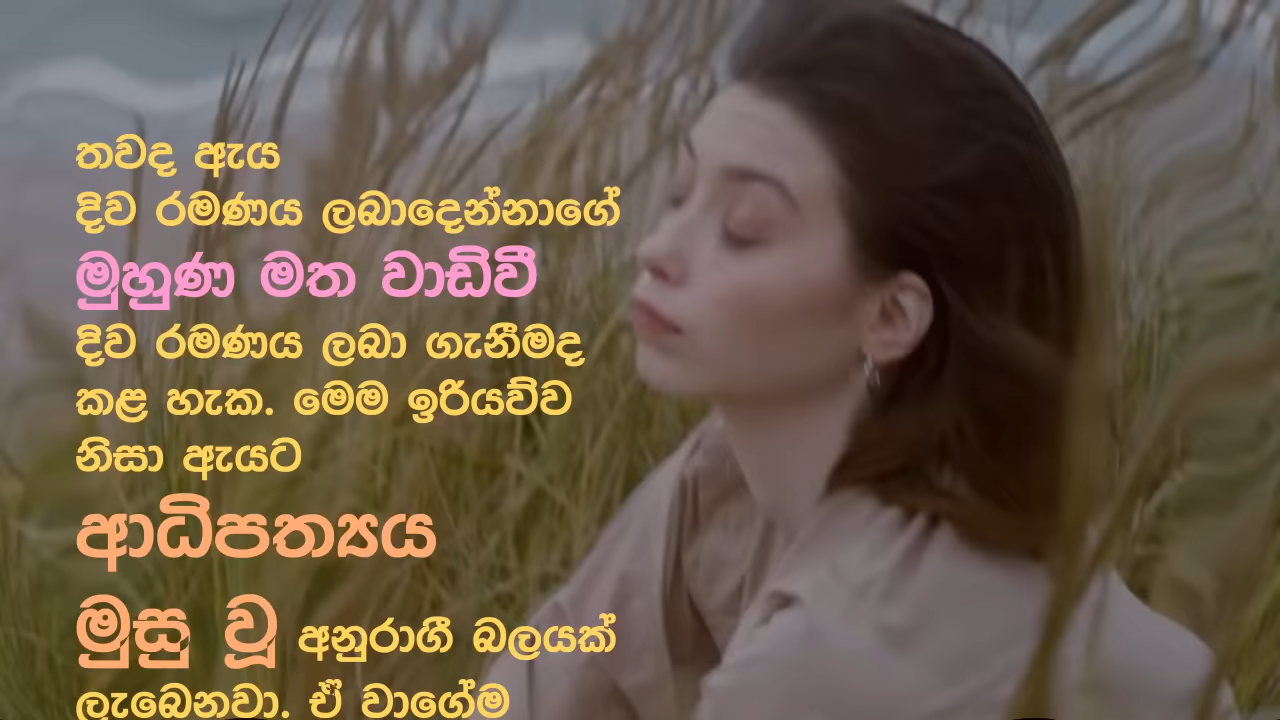 තවද ඇය
දිව රමණය ලබාදෙන්නාගේ
මුහුණ මත වාඩිවී
දිව රමණය ලබා ගැනීමද
කළ හැක. මෙම ඉරියව්ව
නිසා ඇයට
ආධිපත්‍යය
මුසු වූ අනුරාගී බලයක්
ලැබෙනවා. ඒ වාගේම